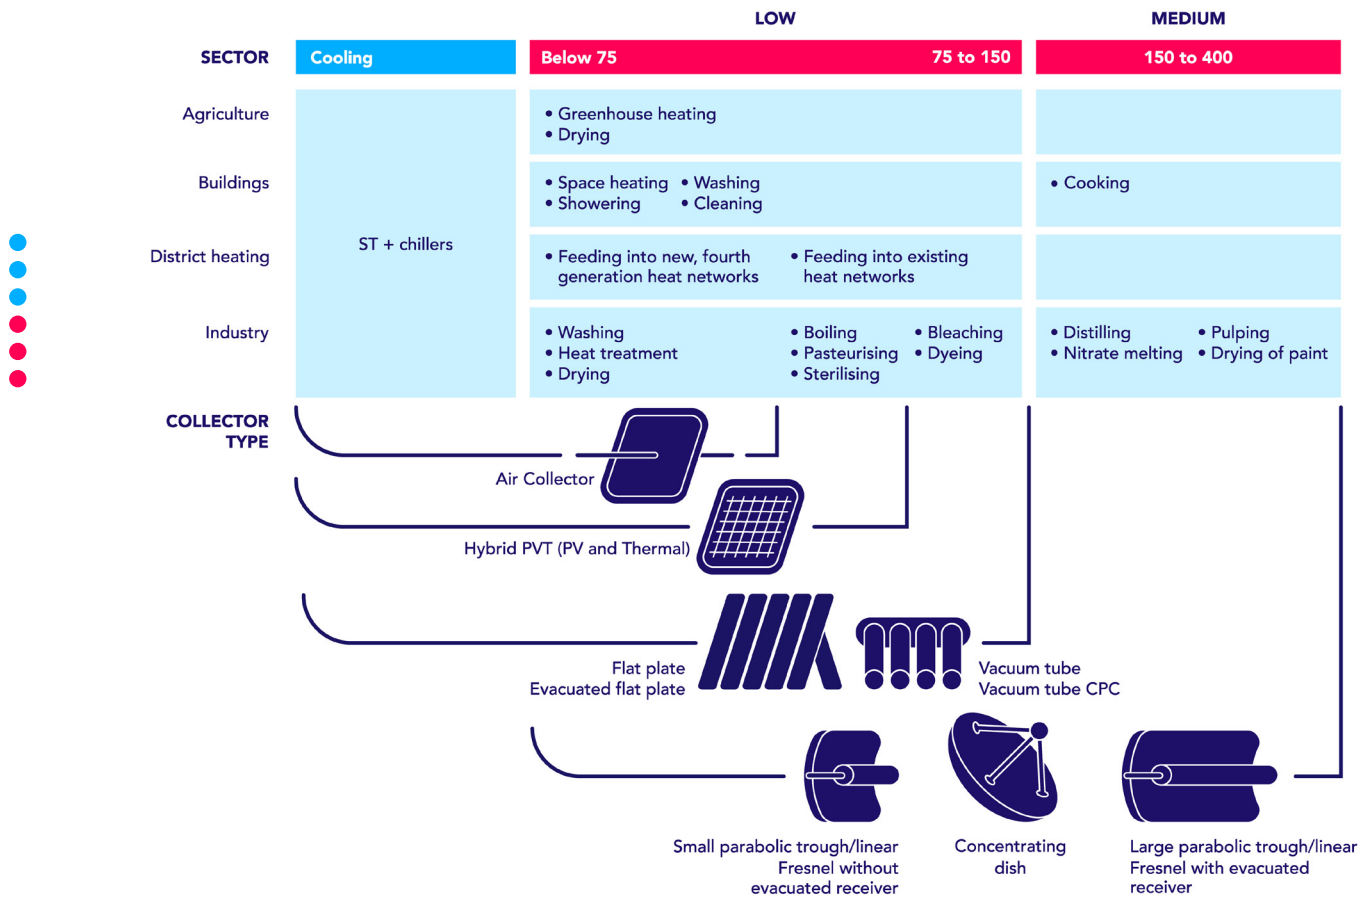 LOW
MEDIUM
SECTOR
Cooling
Below 75
75 to 150
150 to 400
Agriculture
• Greenhouse heating
• Drying
Buildings
• Space heating
• Showering
• Washing
• Cleaning
• Cooking
ST + chillers
District heating
• Feeding into new, fourth
generation heat networks
• Feeding into existing
heat networks
Industry
• Washing
• Heat treatment
• Drying
• Boiling
• Pasteurising
• Sterilising
• Bleaching
• Dyeing
• Distilling
• Nitrate melting
• Pulping
• Drying of paint
COLLECTOR
TYPE
Air Collector
Hybrid PVT (PV and Thermal)
Flat plate
Evacuated flat plate
Vacuum tube
Vacuum tube CPC
Small parabolic trough/linear
Fresnel without
evacuated receiver
Concentrating
dish
Large parabolic trough/linear
Fresnel with evacuated
receiver